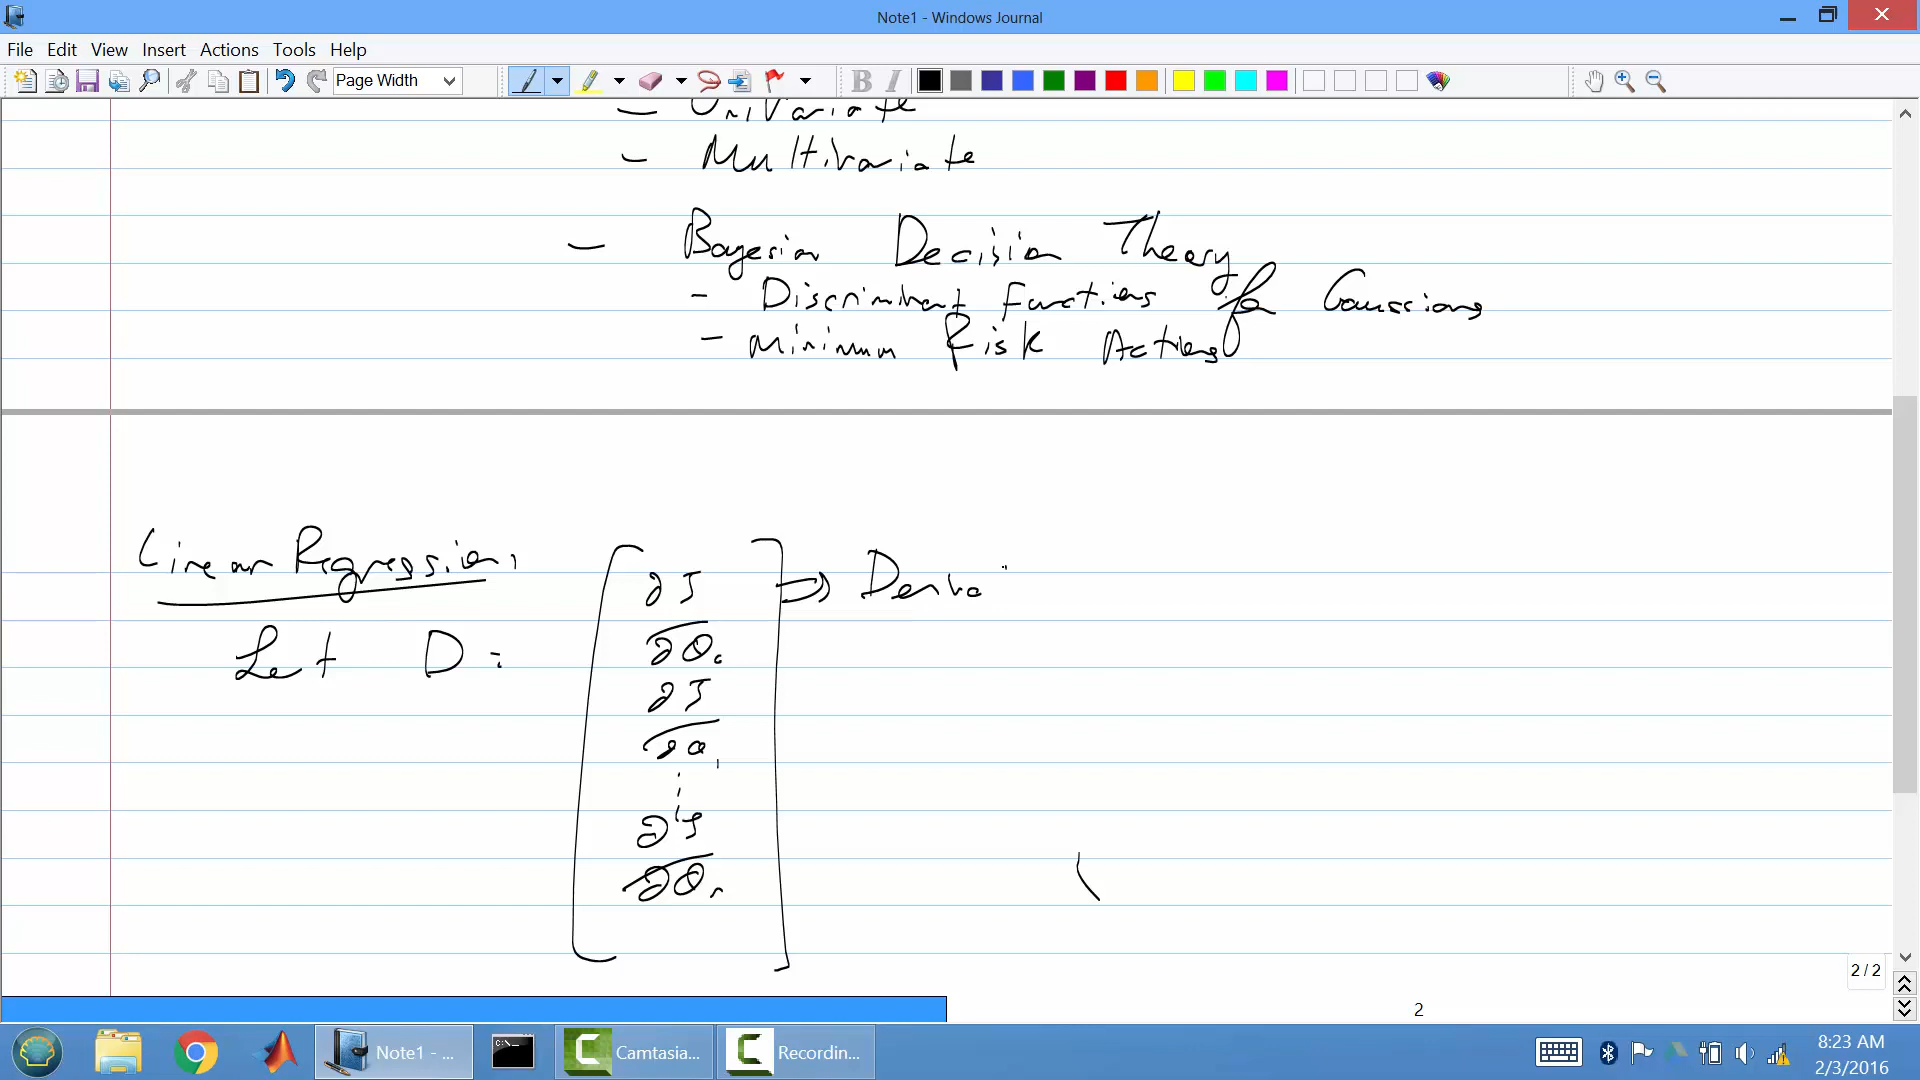 Note1 - Windows Journal
File Edit View Insert Actions Tools Help
Page Width
B I
- Univariate
- Multivariate
- Bayesian Decision Theory
- Discriminant Functions for Gaussians
- Minimum Risk Actions
Linear Regression:
Let D =
∂J
∂θ₀
∂J
∂θ₁
⋮
∂J
∂θₙ
→ Deriva
2 / 2
2
Note1 - ...
C:\_
Camtasia...
Recordin...
8:23 AM
2/3/2016